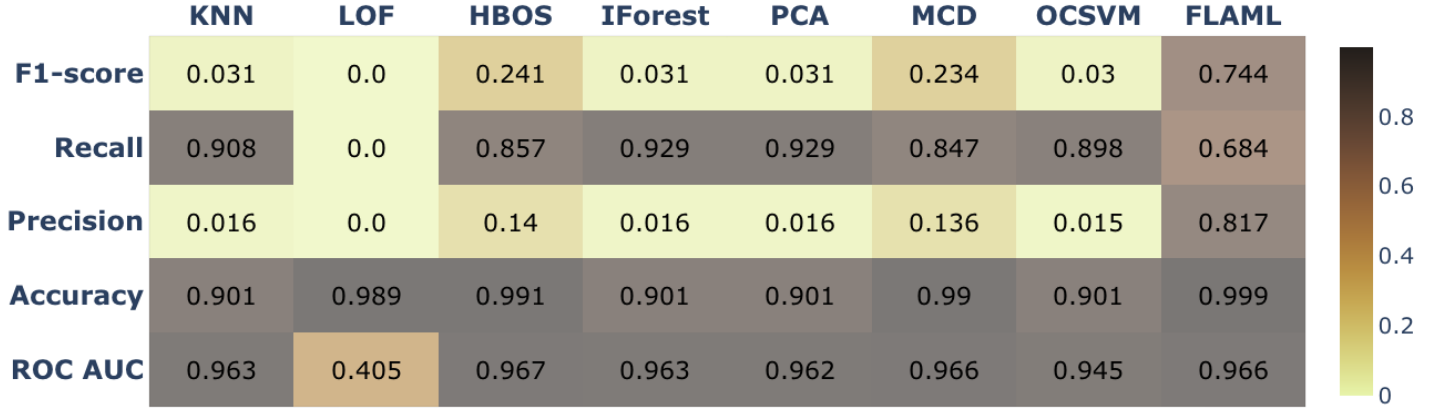 KNN LOF HBOS IForest PCA MCD OCSVM FLAML
F1-score 0.031 0.0 0.241 0.031 0.031 0.234 0.03 0.744
Recall 0.908 0.0 0.857 0.929 0.929 0.847 0.898 0.684
Precision 0.016 0.0 0.14 0.016 0.016 0.136 0.015 0.817
Accuracy 0.901 0.989 0.991 0.901 0.901 0.99 0.901 0.999
ROC AUC 0.963 0.405 0.967 0.963 0.962 0.966 0.945 0.966
0.8
0.6
0.4
0.2
0